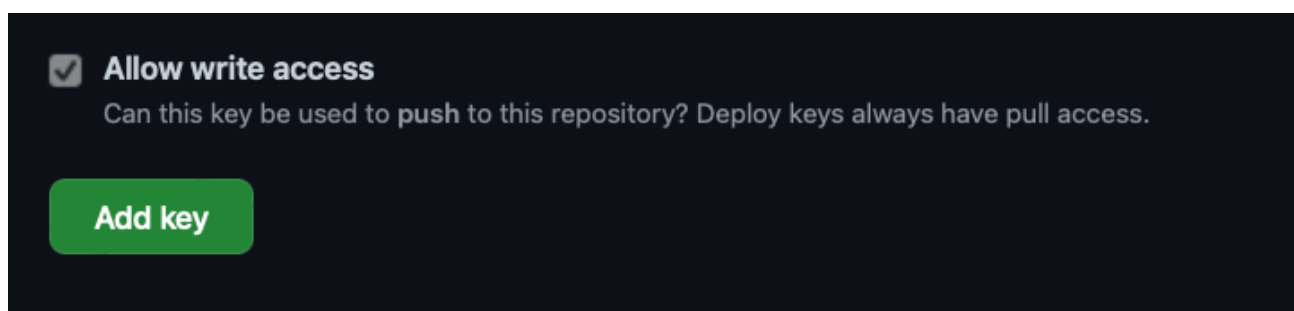 Allow write access
Can this key be used to push to this repository? Deploy keys always have pull access.
Add key